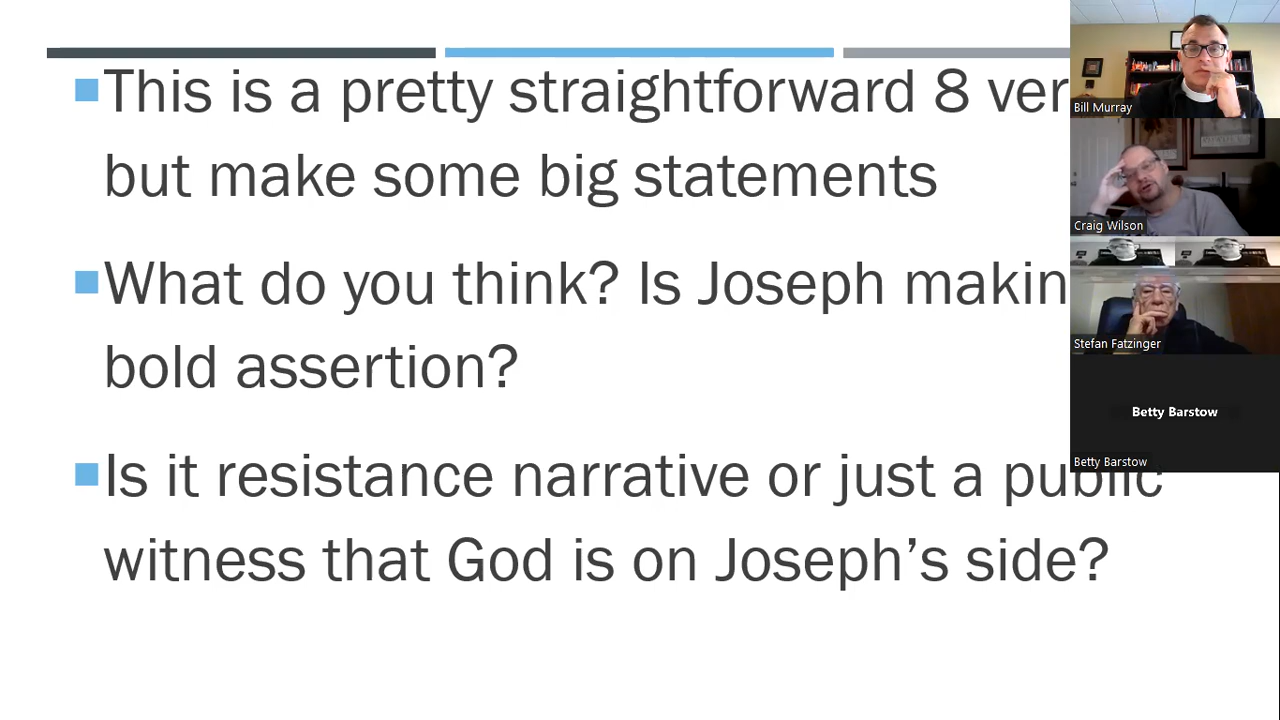 This is a pretty straightforward 8
but make some big statements
What do you think? Is Joseph
bold assertion?
Is it resistance narrative or just a public
witness that God is on Joseph’s side?
Bill Murray
Craig Wilson
Stefan Fatzinger
Betty Barstow
Betty Barstow